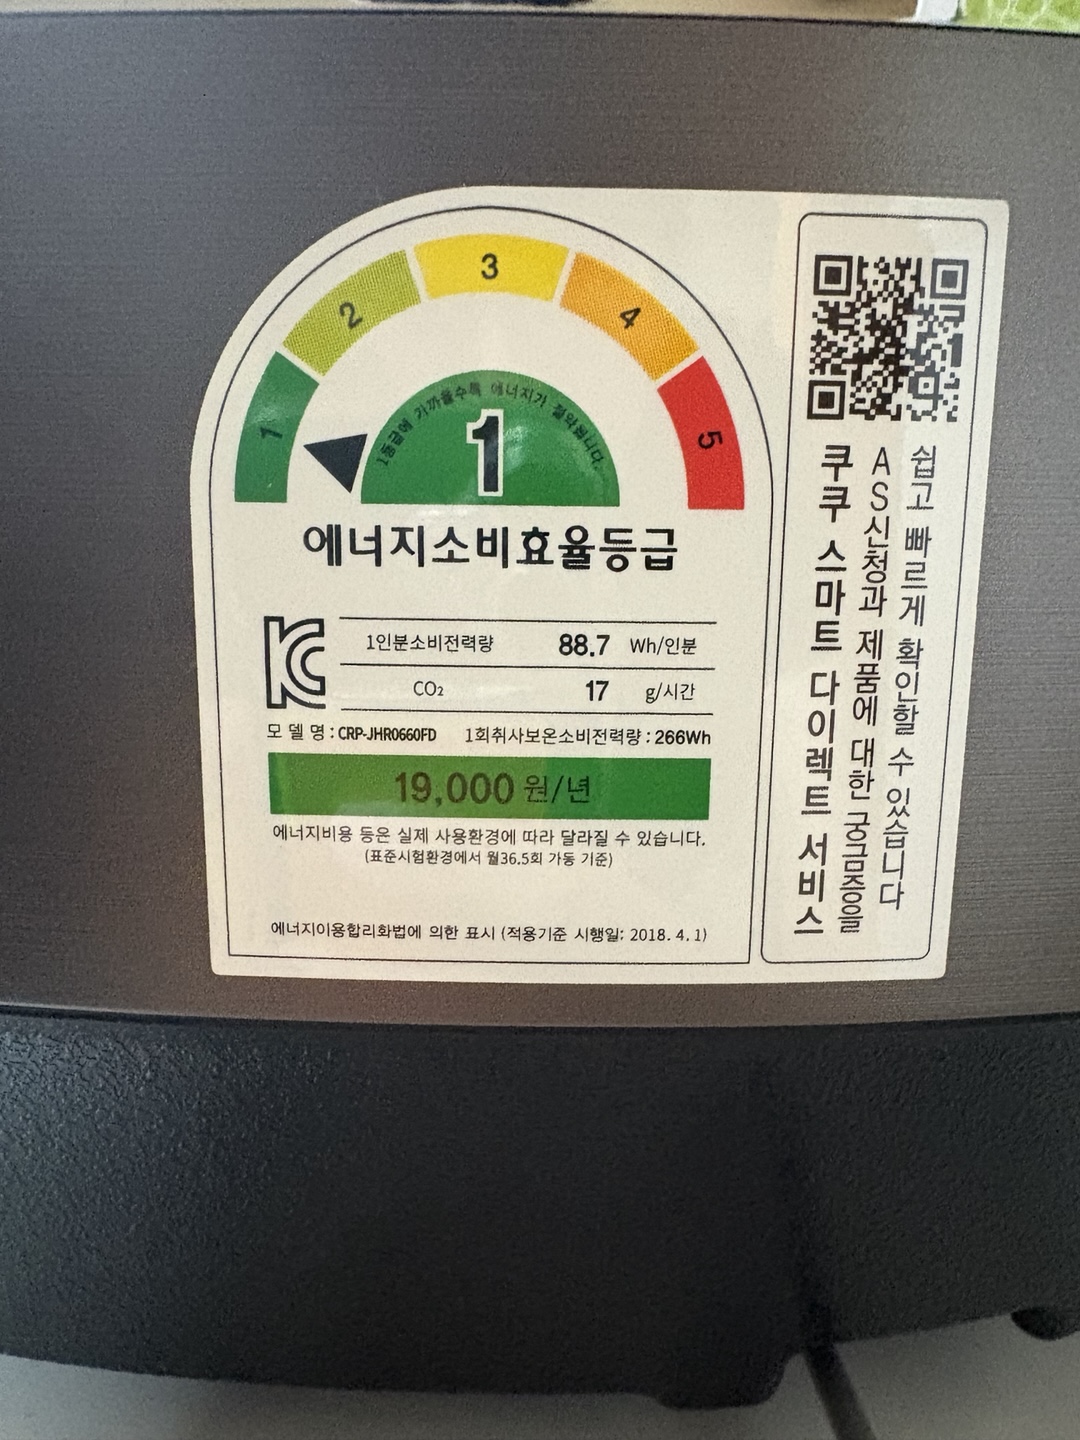 1
2
3
4
5
1등급에 가까울수록 에너지가 절약됩니다.
1
에너지소비효율등급
1인분소비전력량 88.7 Wh/인분
CO₂ 17 g/시간
모 델 명 : CRP-JHR0660FD 1회취사보온소비전력량 : 266Wh
19,000 원/년
에너지비용 등은 실제 사용환경에 따라 달라질 수 있습니다.
(표준시험환경에서 월36.5회 가동 기준)
에너지이용합리화법에 의한 표시 (적용기준 시행일: 2018. 4. 1)
쉽고 빠르게 확인할 수 있습니다
AS신청과 제품에 대한 궁금증을
쿠쿠 스마트 다이렉트 서비스